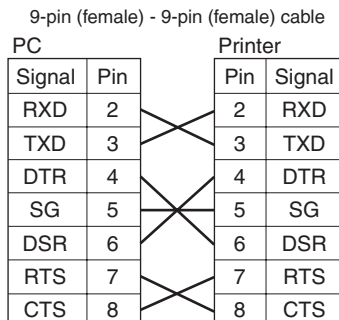 9-pin (female) - 9-pin (female) cable
PC Printer
Signal Pin Pin Signal
RXD 2 2 RXD
TXD 3 3 TXD
DTR 4 4 DTR
SG 5 5 SG
DSR 6 6 DSR
RTS 7 7 RTS
CTS 8 8 CTS